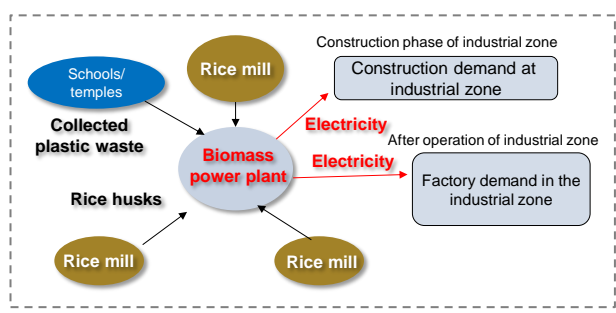 Construction phase of industrial zone
Schools/
temples
Rice mill
Construction demand at
industrial zone
Collected
plastic waste
Electricity
After operation of industrial zone
Biomass
power plant
Electricity
Factory demand in the
industrial zone
Rice husks
Rice mill
Rice mill